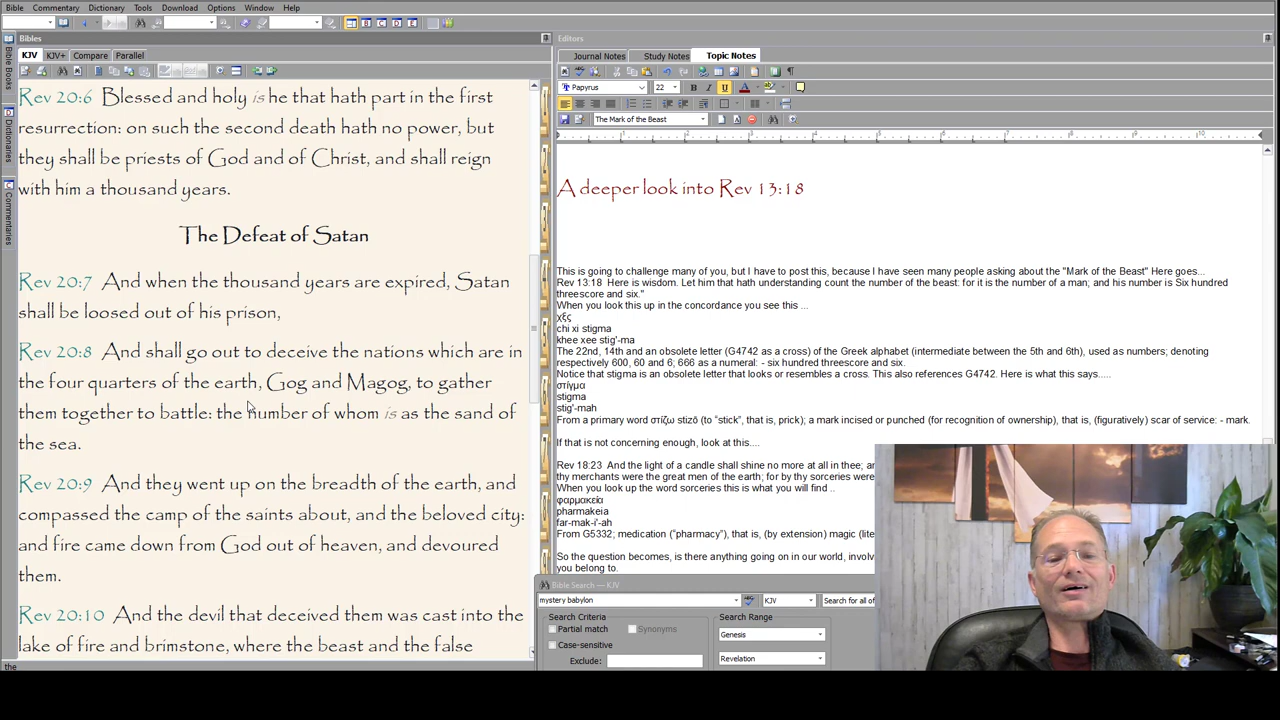 Bible Commentary Dictionary Tools Download Options Window Help
Bibles
KJV KJV+ Compare Parallel
Bible Books
Dictionaries
Commentaries
Rev 20:6 Blessed and holy is he that hath part in the first
resurrection: on such the second death hath no power, but
they shall be priests of God and of Christ, and shall reign
with him a thousand years.
The Defeat of Satan
Rev 20:7 And when the thousand years are expired, Satan
shall be loosed out of his prison,
Rev 20:8 And shall go out to deceive the nations which are in
the four quarters of the earth, Gog and Magog, to gather
them together to battle: the number of whom is as the sand of
the sea.
Rev 20:9 And they went up on the breadth of the earth, and
compassed the camp of the saints about, and the beloved city:
and fire came down from God out of heaven, and devoured
them.
Rev 20:10 And the devil that deceived them was cast into the
lake of fire and brimstone, where the beast and the false
the
Editors
Journal Notes Study Notes Topic Notes
Papyrus 22 B I U
The Mark of the Beast
1 2 3 4 5 6 7 8 9 10
A deeper look into Rev 13:18
This is going to challenge many of you, but I have to post this, because I have seen many people asking about the "Mark of the Beast" Here goes...
Rev 13:18 Here is wisdom. Let him that hath understanding count the number of the beast: for it is the number of a man; and his number is Six hundred
threescore and six."
When you look this up in the concordance you see this ...
χξς
chi xi stigma
khee xee stig'-ma
The 22nd, 14th and an obsolete letter (G4742 as a cross) of the Greek alphabet (intermediate between the 5th and 6th), used as numbers; denoting
respectively 600, 60 and 6; 666 as a numeral: - six hundred threescore and six.
Notice that stigma is an obsolete letter that looks or resembles a cross. This also references G4742. Here is what this says.....
στίγμα
stigma
stig'-mah
From a primary word στίζω stizō (to “stick”, that is, prick); a mark incised or punched (for recognition of ownership), that is, (figuratively) scar of service: - mark.
If that is not concerning enough, look at this....
Rev 18:23 And the light of a candle shall shine no more at all in thee;
thy merchants were the great men of the earth; for by thy sorceries were
When you look up the word sorceries this is what you will find ..
φαρμακεία
pharmakeia
far-mak-i'-ah
From G5332; medication (“pharmacy”), that is, (by extension) magic
So the question becomes, is there anything going on in our world, involv
you belong to.
Bible Search — KJV
mystery babylon KJV Search for all of
Search Criteria Search Range
Partial match Synonyms Genesis
Case-sensitive
Exclude: Revelation